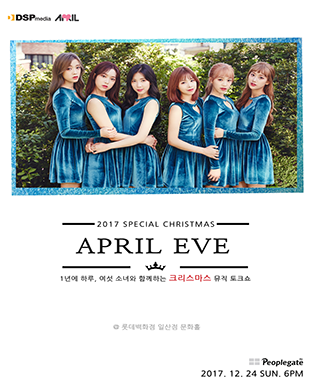 DSPmedia APRIL
2017 SPECIAL CHRISTMAS
APRIL EVE
1년에 하루, 여섯 소녀와 함께하는 크리스마스 뮤직 토크쇼
@ 롯데백화점 일산점 문화홀
Peoplegate
2017. 12. 24 SUN. 6PM